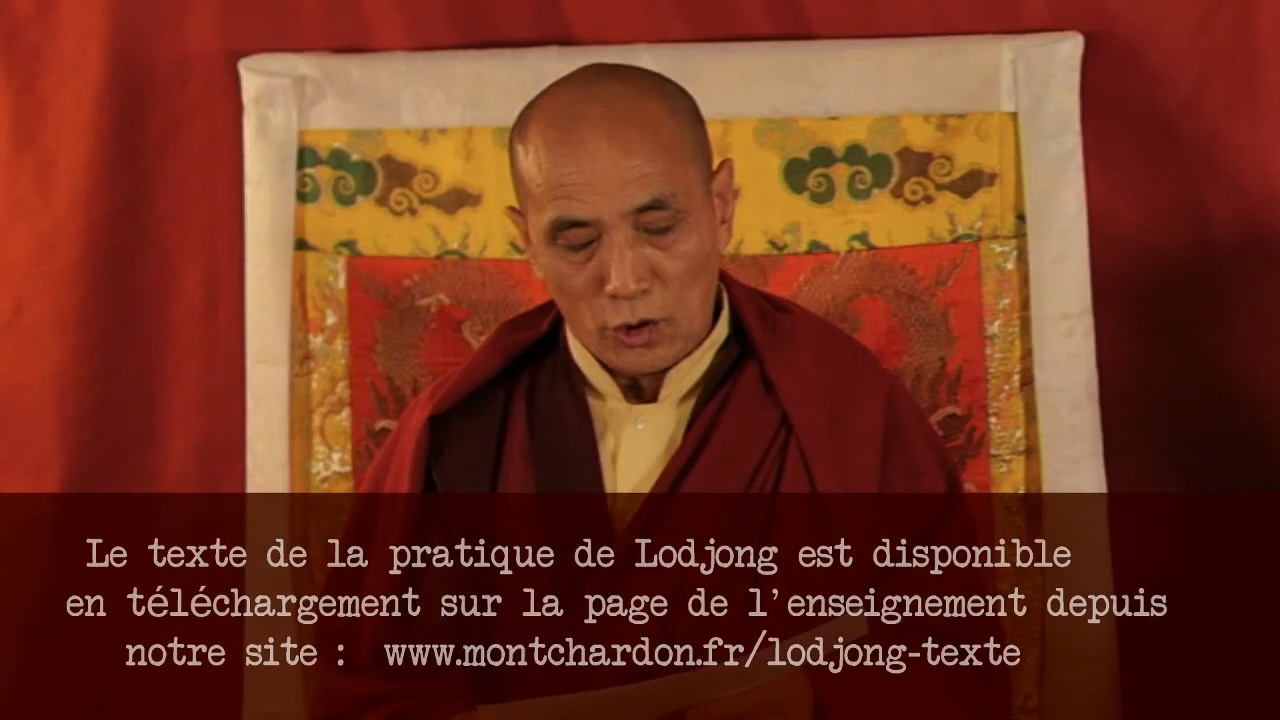 Le texte de la pratique de Lodjong est disponible
en téléchargement sur la page de l'enseignement depuis
notre site : www.montchardon.fr/lodjong-texte